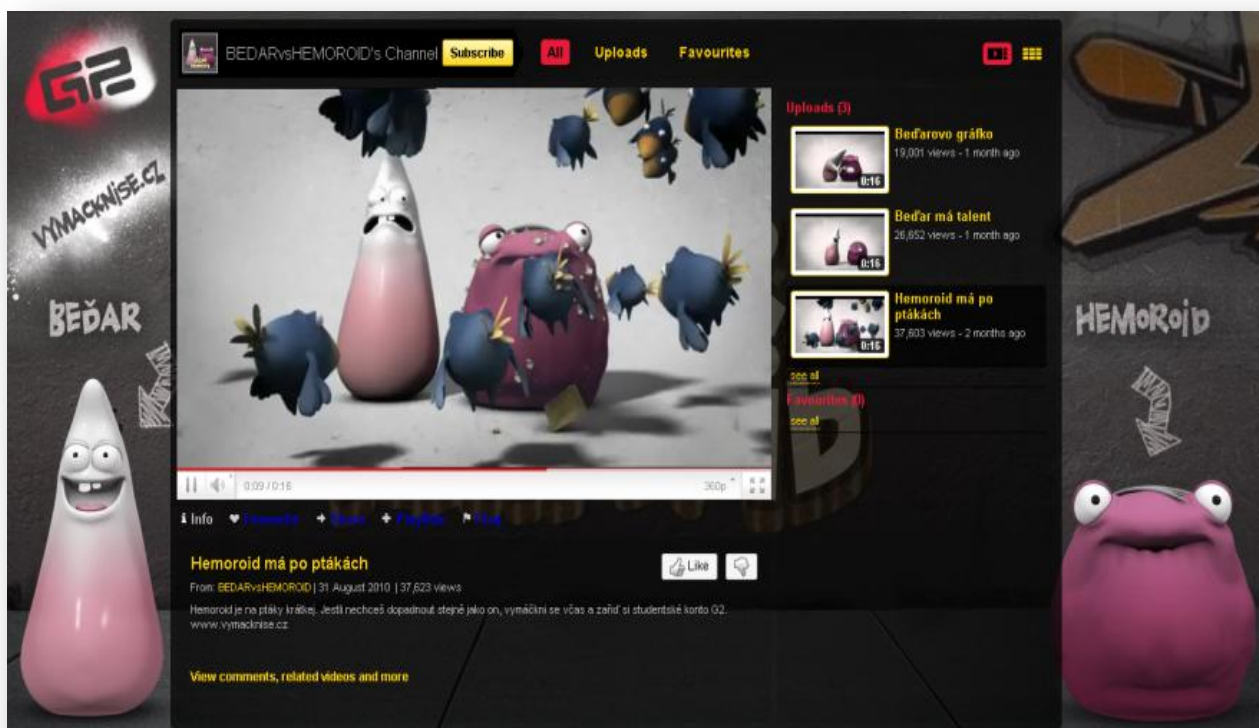 G2
VYMACKNISE.CZ
BEĎAR
BEDARvsHEMOROID's Channel
Subscribe
All
Uploads
Favourites
Uploads (3)
Beďarovo gráfko
19,001 views - 1 month ago
0:16
Beďar má talent
26,652 views - 1 month ago
0:16
Hemoroid má po
ptákách
37,603 views - 2 months ago
0:16
see all
Favourites (0)
see all
HEMOROID
0:09 / 0:16
360p
Info Favourite Share Playlists Flag
Hemoroid má po ptákách
Like
From: BEDARvsHEMOROID | 31 August 2010 | 37,623 views
Hemoroid je na ptáky krátkej. Jestli nechceš dopadnout stejně jako on, vymáčkni se včas a zařiď si studentské konto G2.
www.vymacknise.cz
View comments, related videos and more